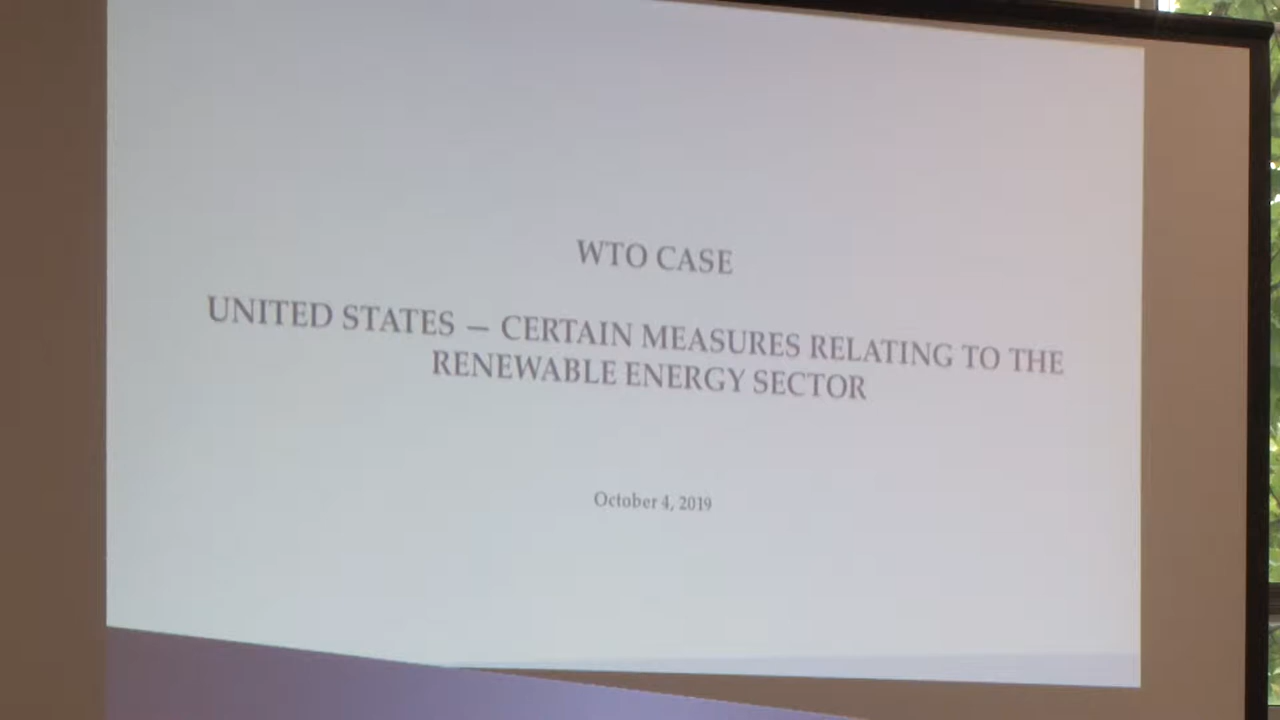 WTO CASE
UNITED STATES — CERTAIN MEASURES RELATING TO THE
RENEWABLE ENERGY SECTOR
October 4, 2019